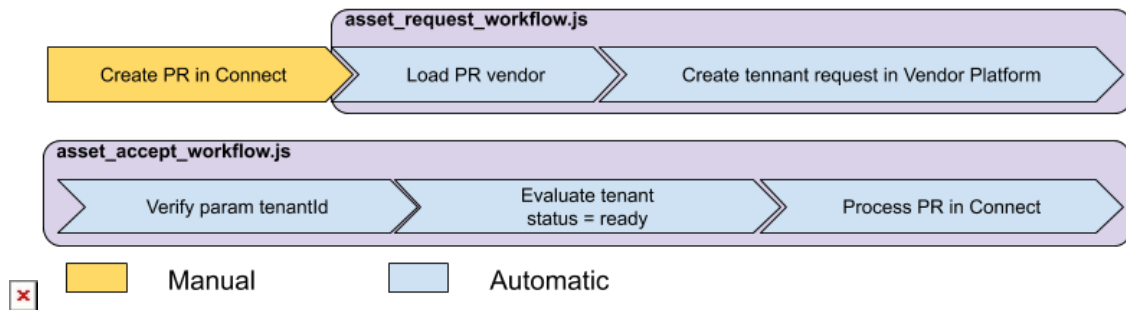 asset_request_workflow.js
Create PR in Connect
Load PR vendor
Create tennant request in Vendor Platform
asset_accept_workflow.js
Verify param tenantId
Evaluate tenant
status = ready
Process PR in Connect
Manual
Automatic